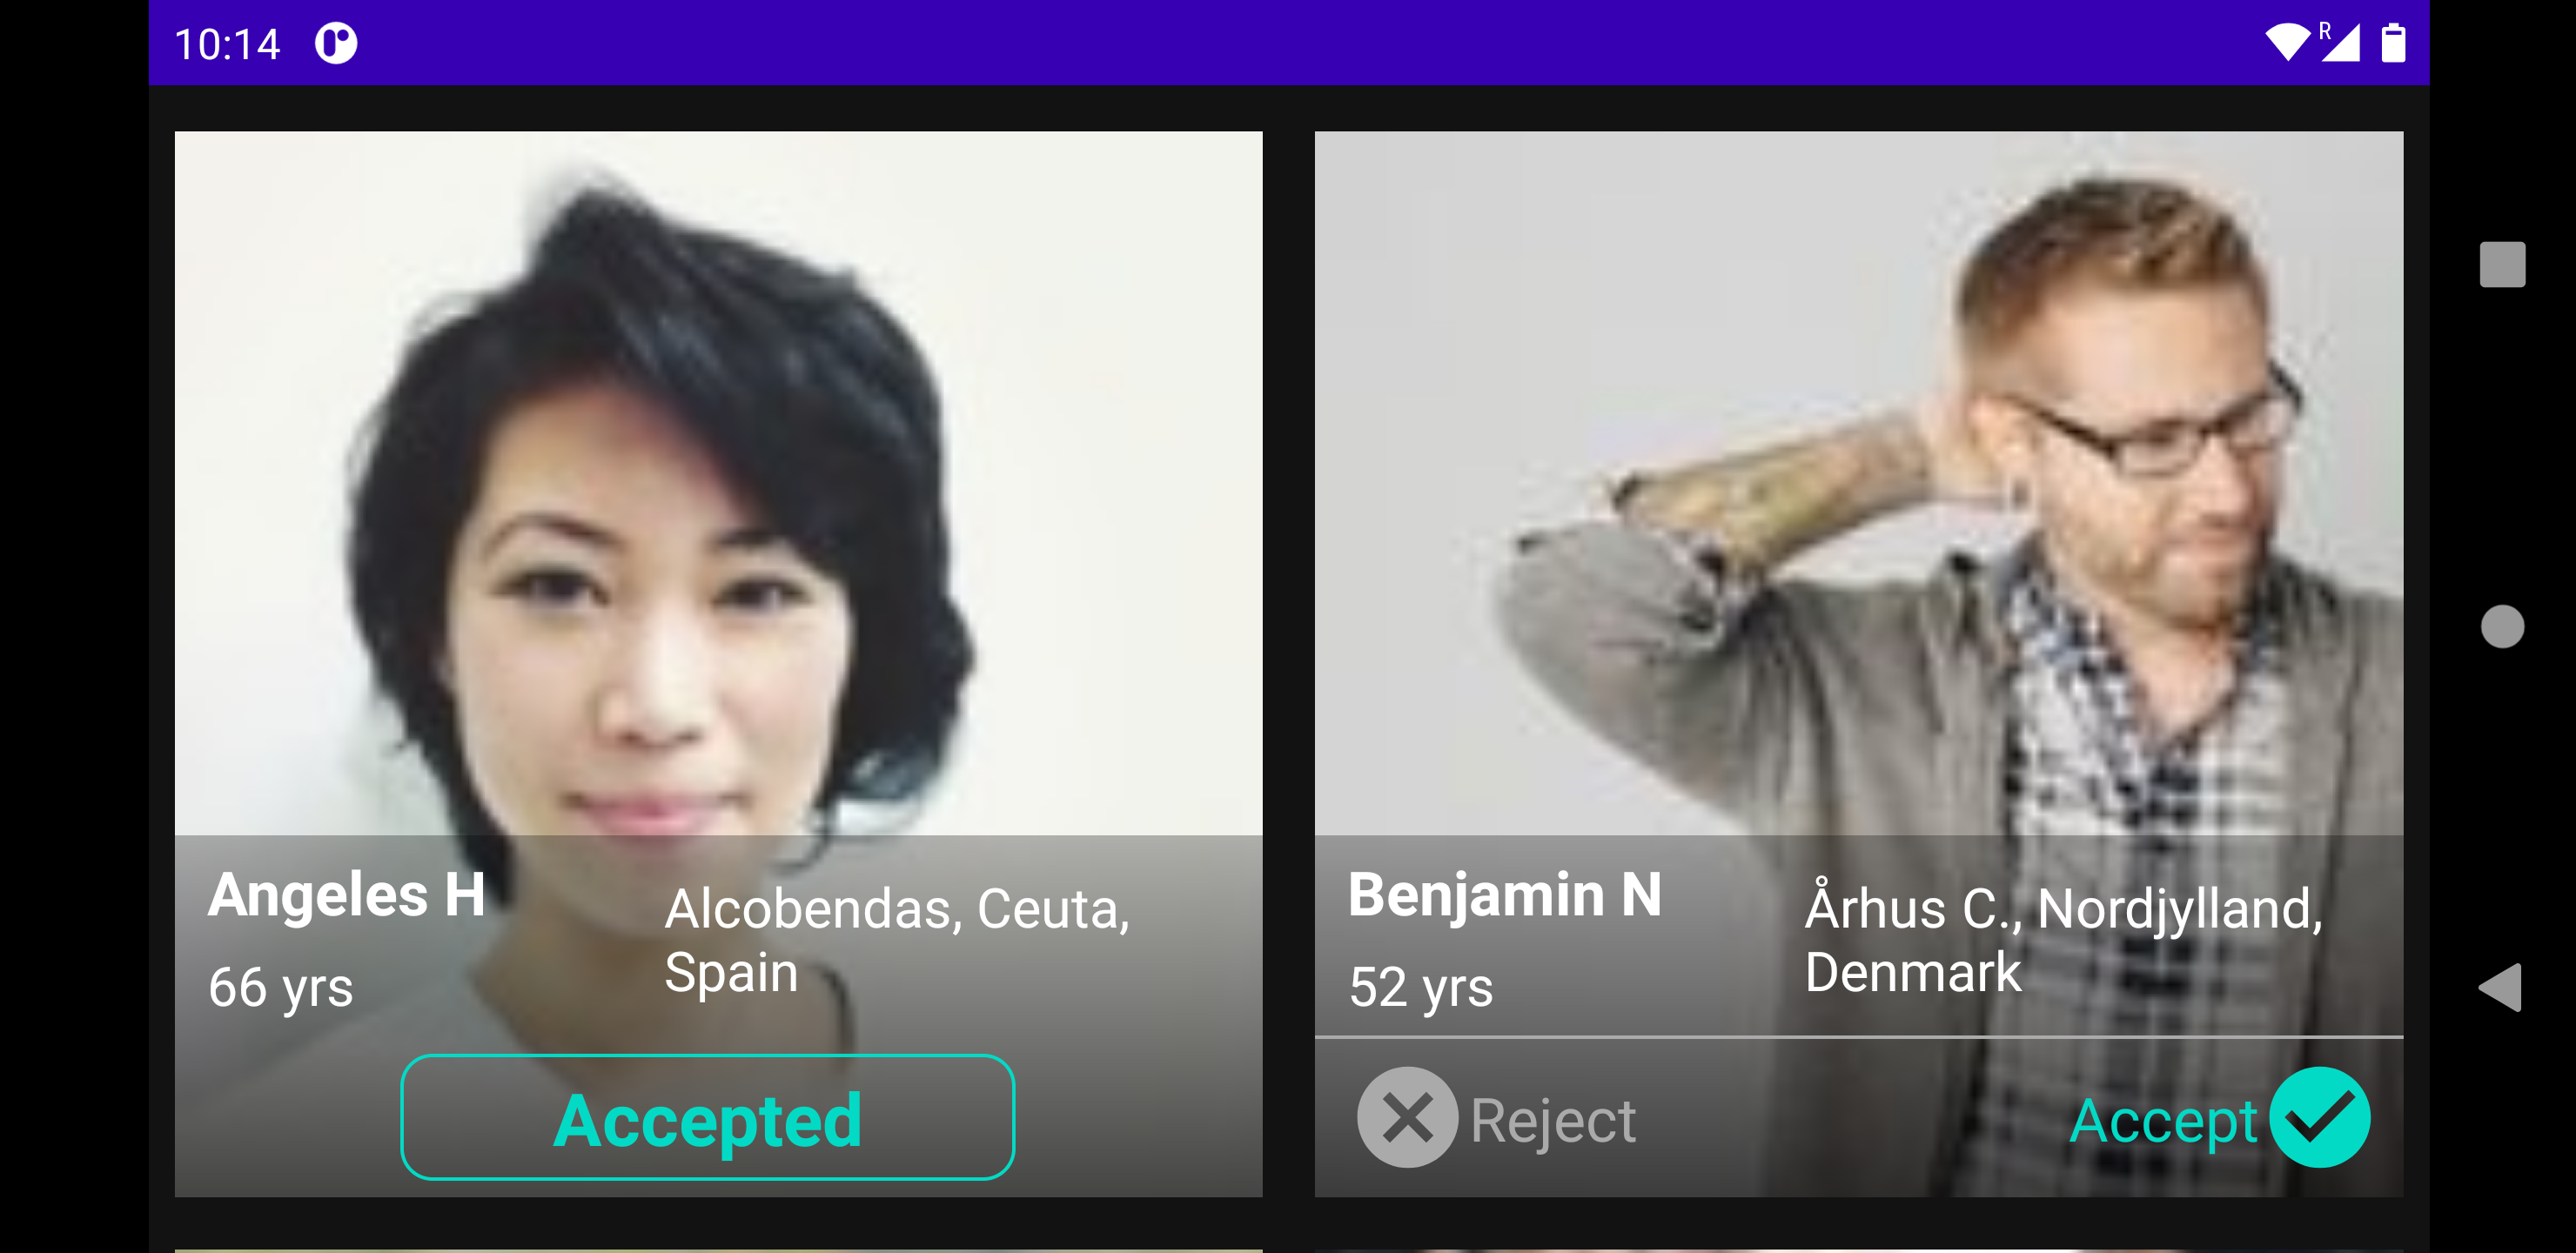 10:14
R
Angeles H
66 yrs
Alcobendas, Ceuta,
Spain
Accepted
Benjamin N
52 yrs
Århus C., Nordjylland,
Denmark
Reject
Accept